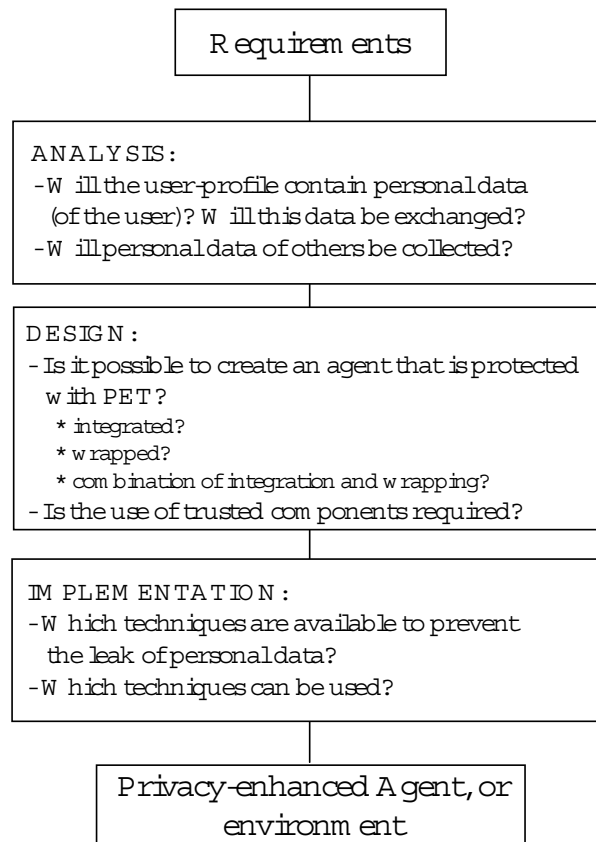 Requirements
ANALYSIS:
-Will the user-profile contain personal data
(of the user)? Will this data be exchanged?
-Will personal data of others be collected?
DESIGN:
-Is it possible to create an agent that is protected
with PET?
* integrated?
* wrapped?
* combination of integration and wrapping?
-Is the use of trusted components required?
IMPLEMENTATION:
-Which techniques are available to prevent
the leak of personal data?
-Which techniques can be used?
Privacy-enhanced Agent, or
environment